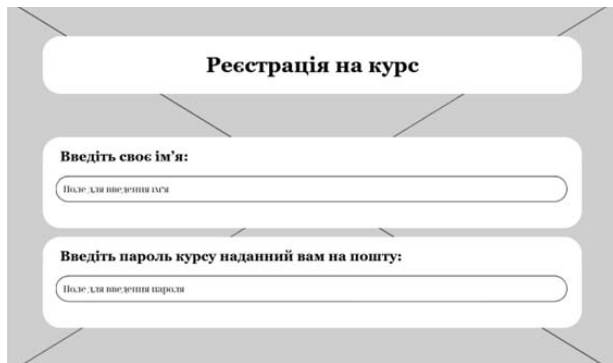 Реєстрація на курс
Введіть своє ім’я:
Поле для введення ім'я
Введіть пароль курсу наданний вам на пошту:
Поле для введення пароля